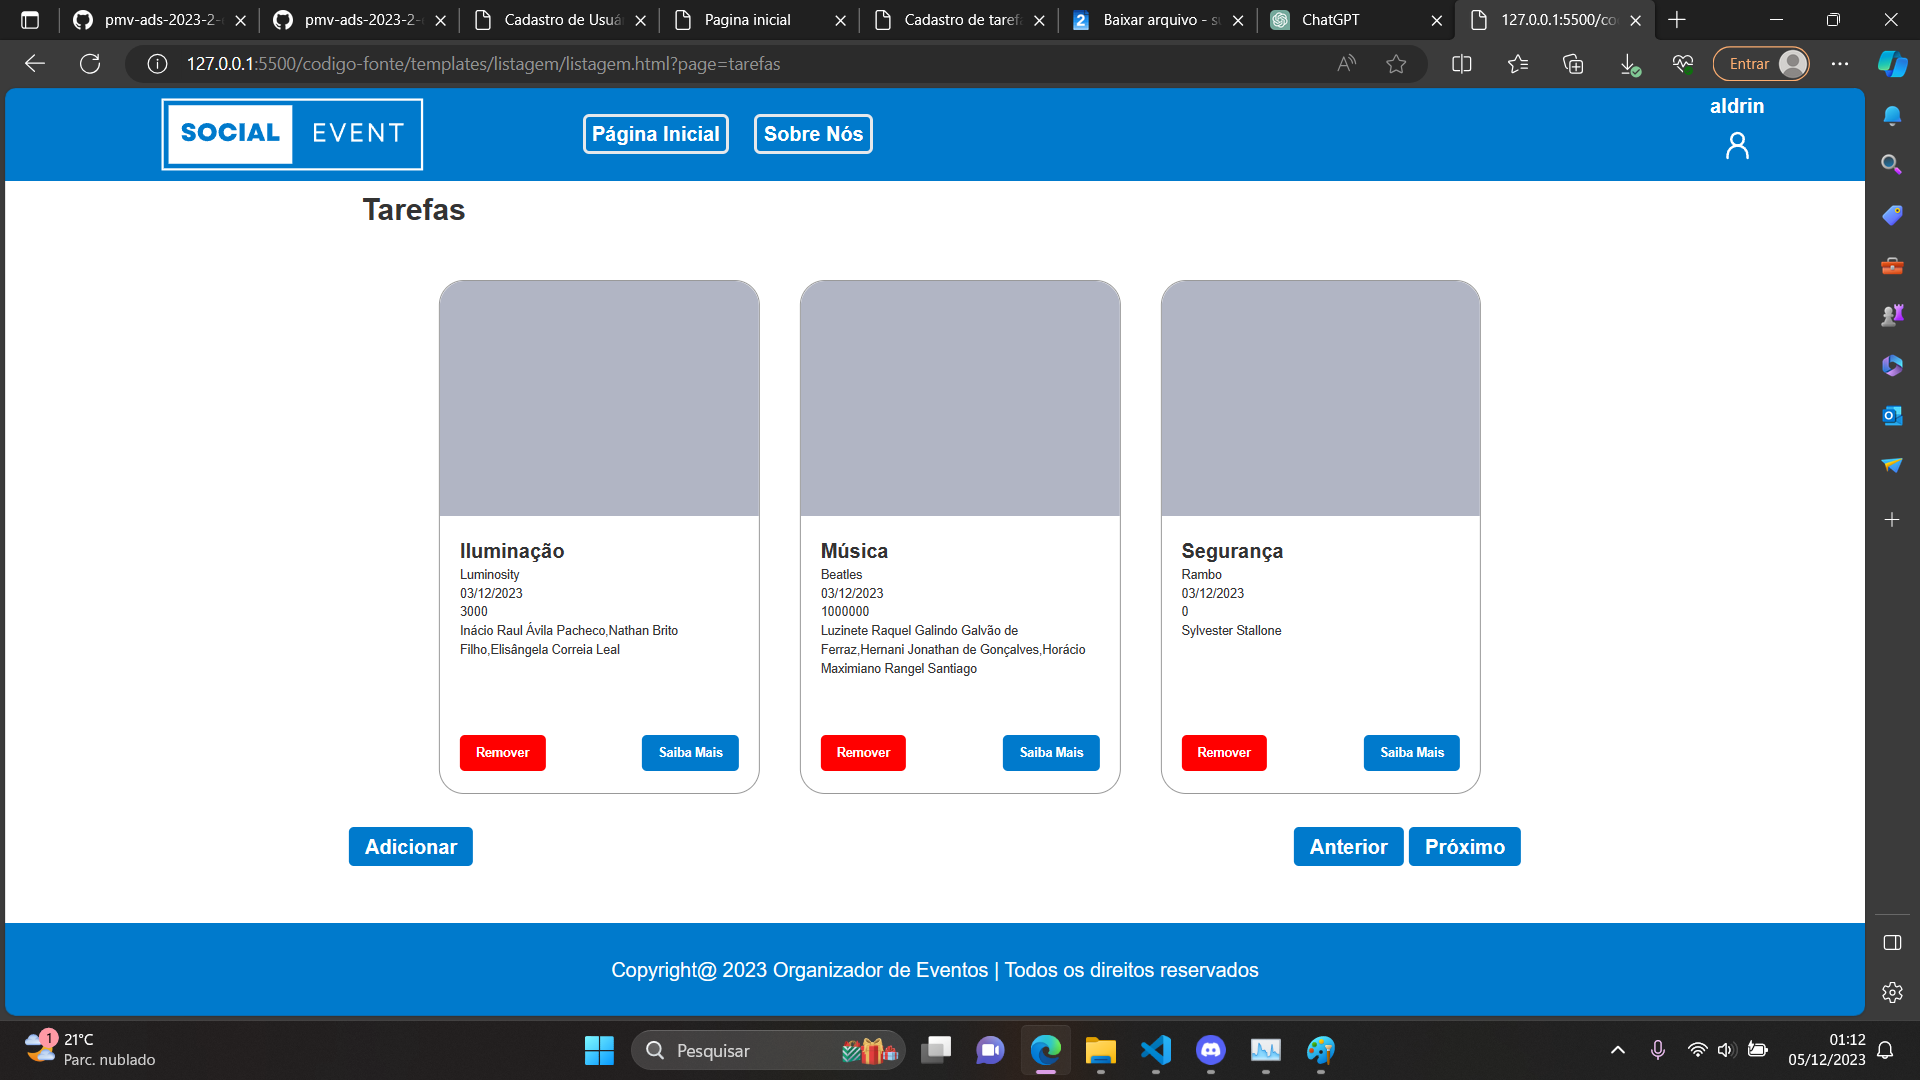 pmv-ads-2023-2-
pmv-ads-2023-2-
Cadastro de Usuá
Pagina inicial
Cadastro de taref
Baixar arquivo - s
ChatGPT
127.0.0.1:5500/co
127.0.0.1:5500/codigo-fonte/templates/listagem/listagem.html?page=tarefas
Entrar
SOCIAL EVENT
Página Inicial
Sobre Nós
aldrin
Tarefas
Iluminação
Luminosity
03/12/2023
3000
Inácio Raul Ávila Pacheco,Nathan Brito
Filho,Elisângela Correia Leal
Remover
Saiba Mais
Música
Beatles
03/12/2023
1000000
Luzinete Raquel Galindo Galvão de
Ferraz,Hernani Jonathan de Gonçalves,Horácio
Maximiano Rangel Santiago
Remover
Saiba Mais
Segurança
Rambo
03/12/2023
0
Sylvester Stallone
Remover
Saiba Mais
Adicionar
Anterior
Próximo
Copyright@ 2023 Organizador de Eventos | Todos os direitos reservados
1
21°C
Parc. nublado
Pesquisar
01:12
05/12/2023